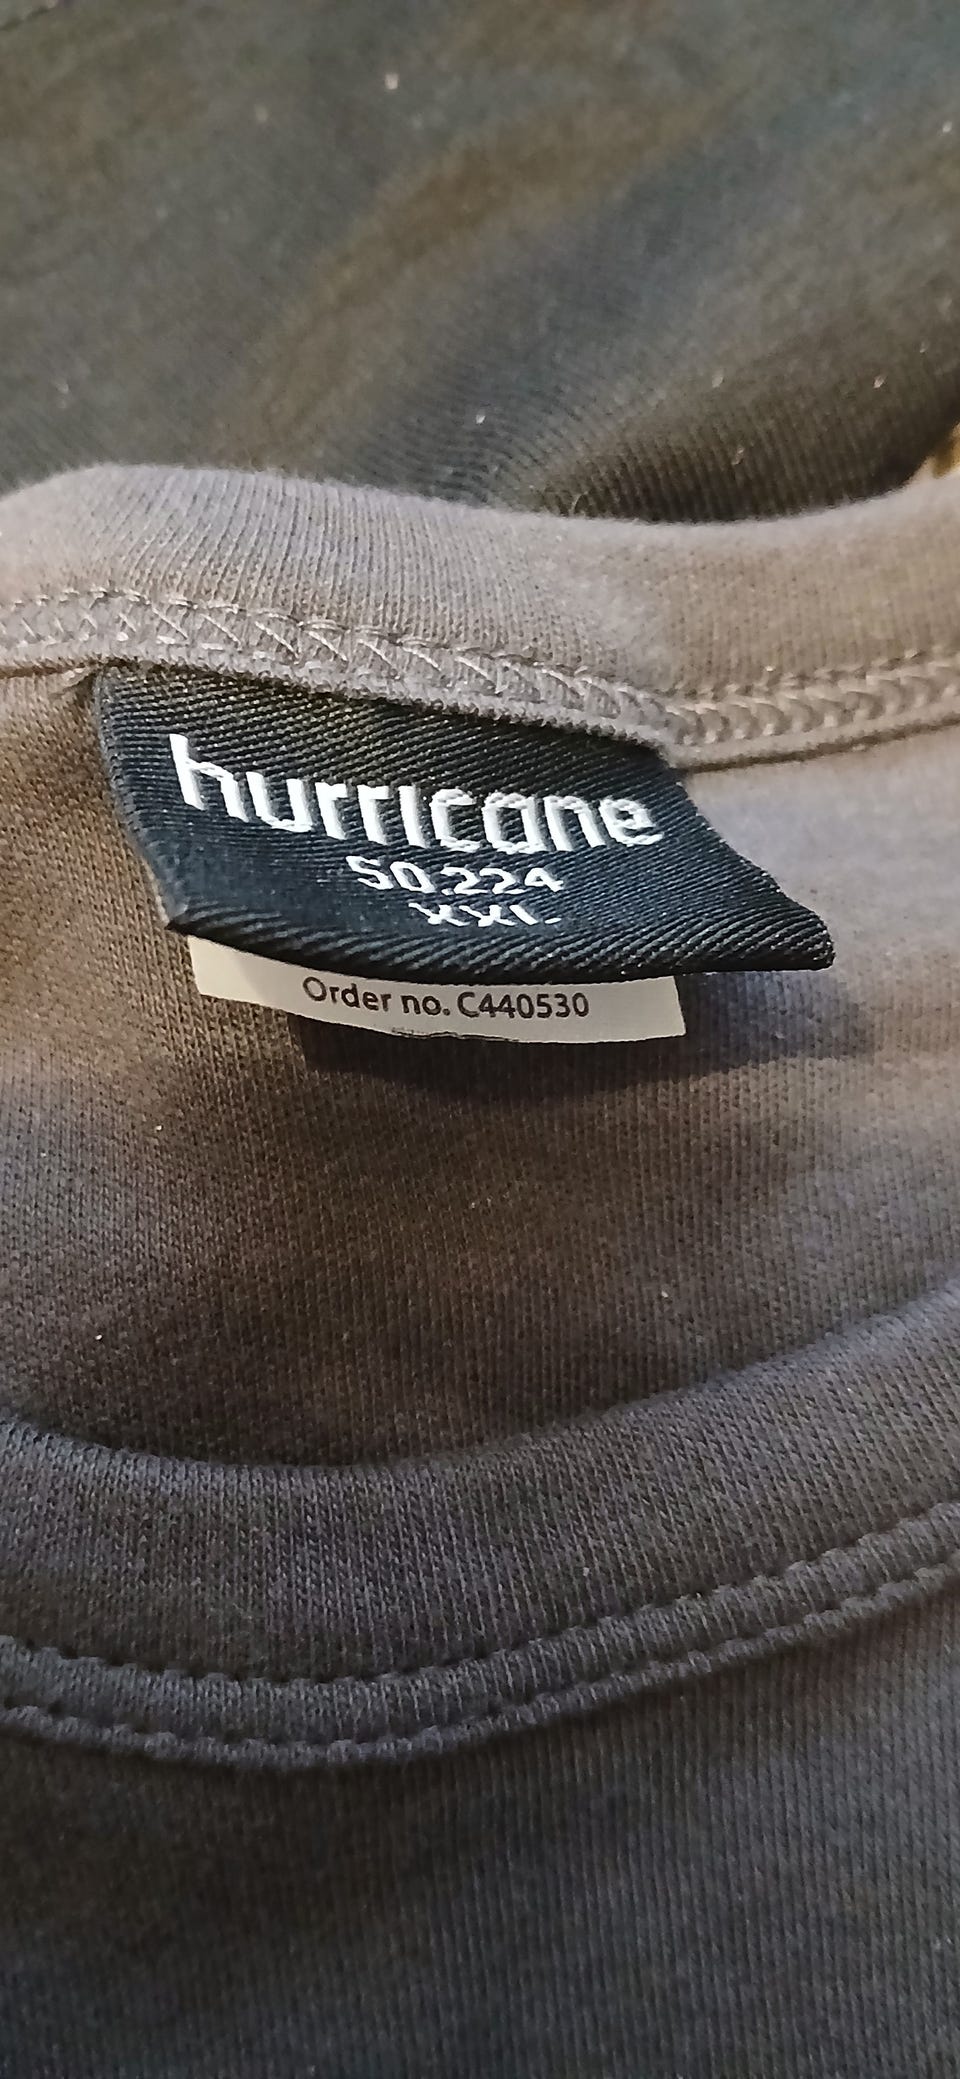 hurricane
50.224
XXL
Order no. C440530